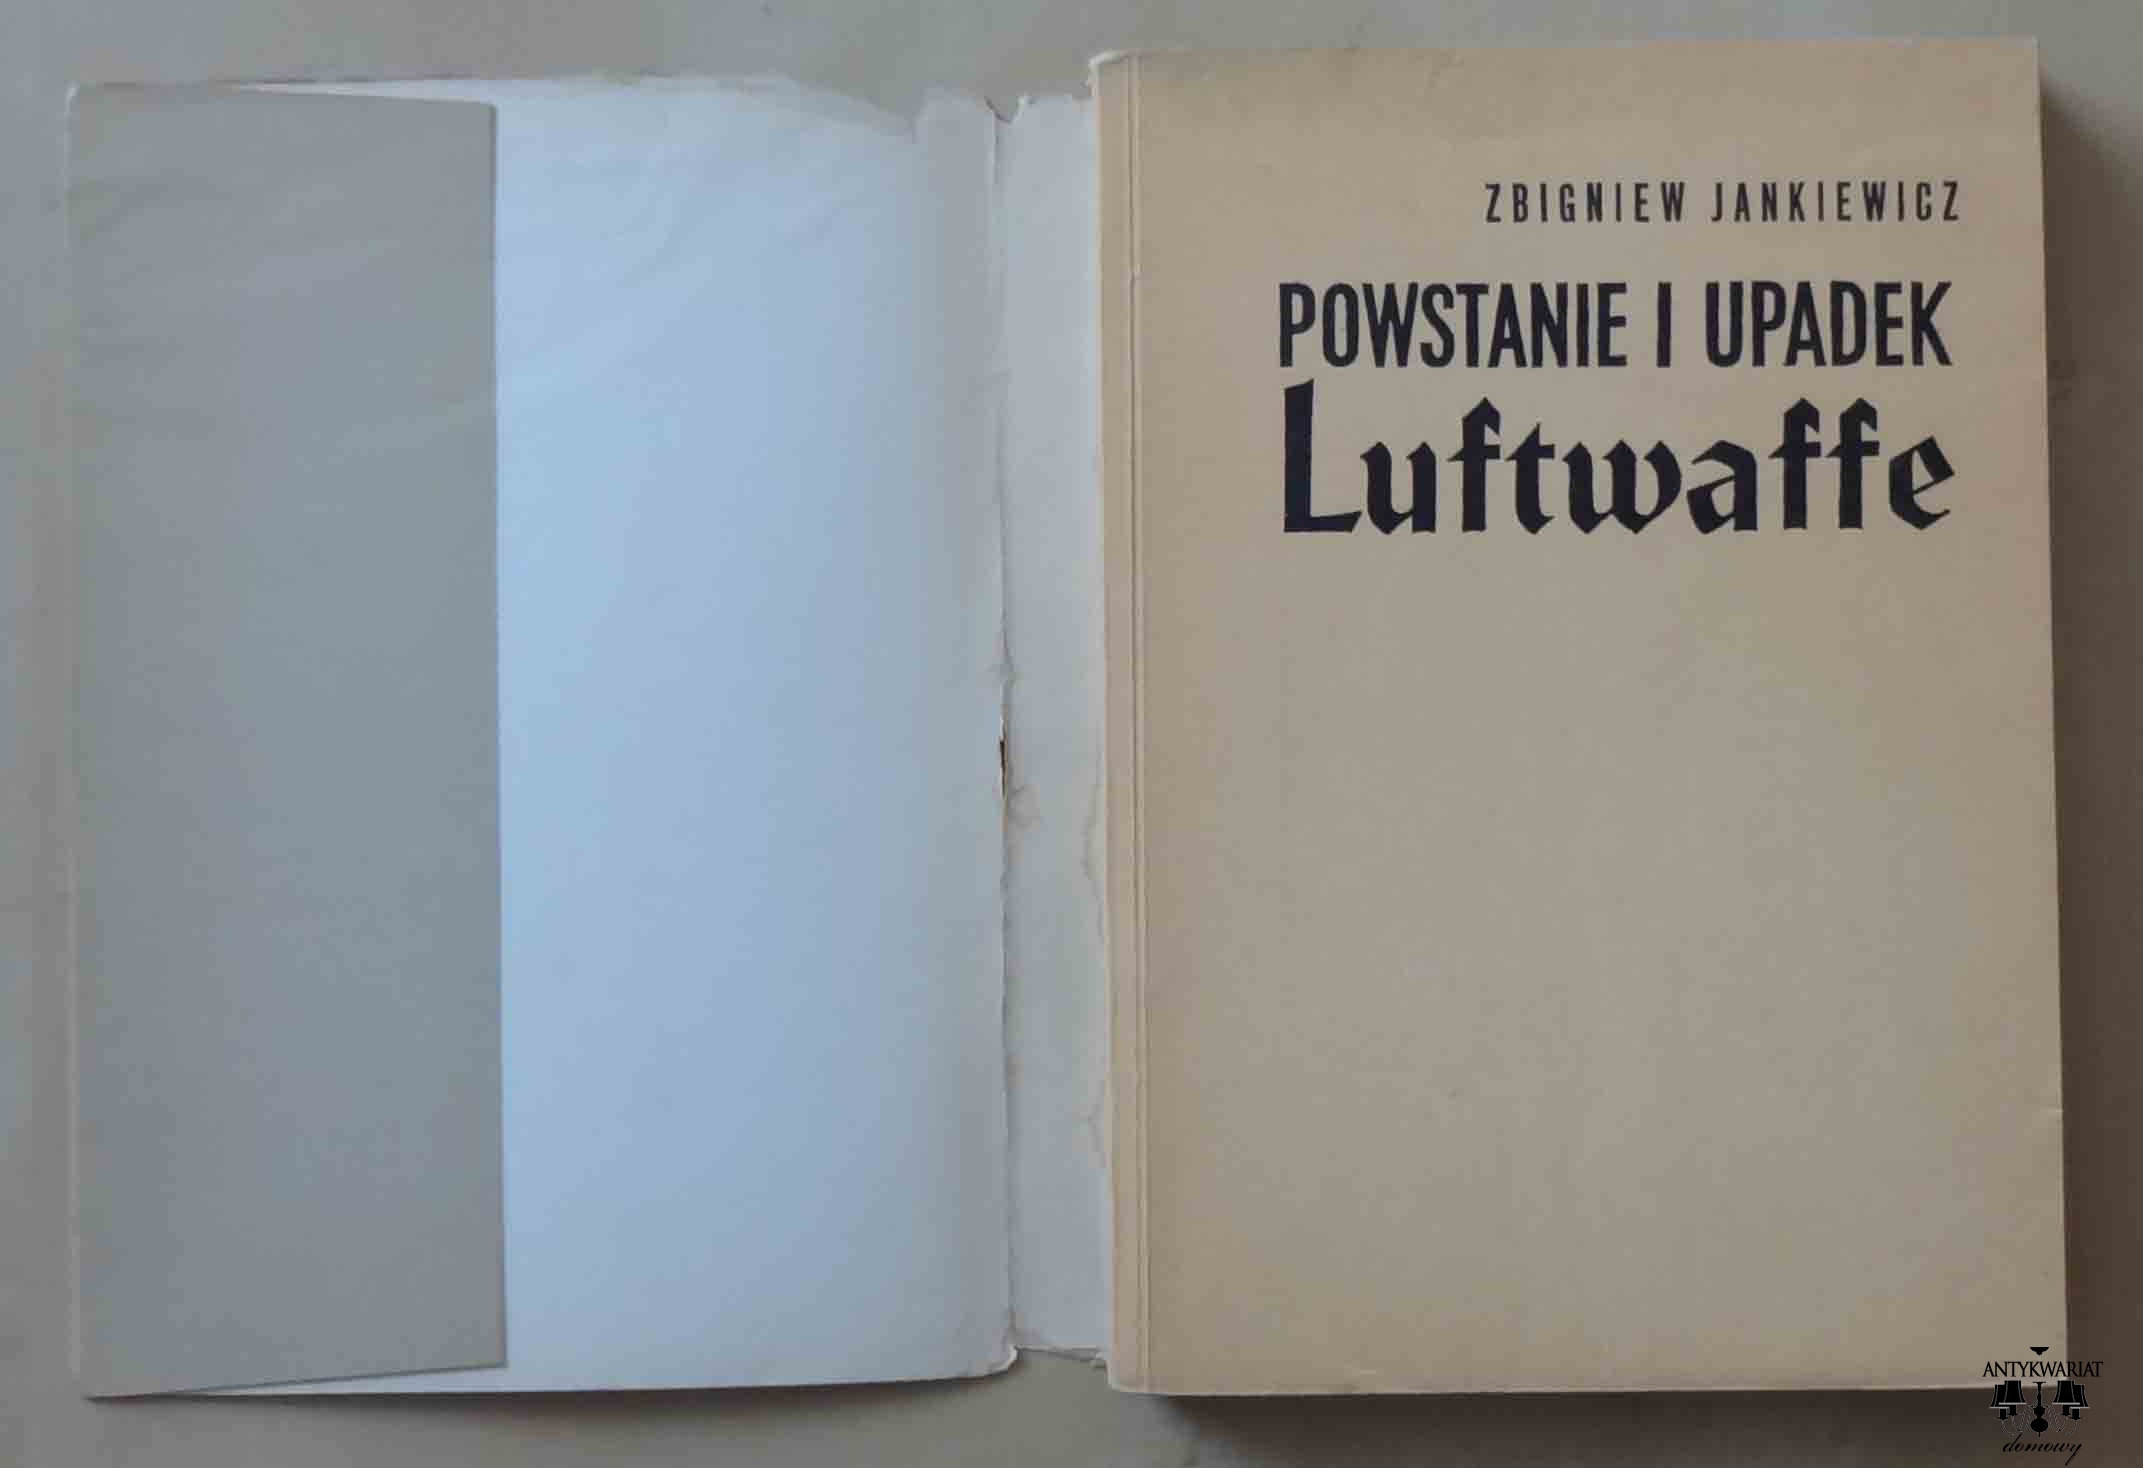 ZBIGNIEW JANKIEWICZ
POWSTANIE I UPADEK
Luftwaffe
ANTYKWARIAT
domowy